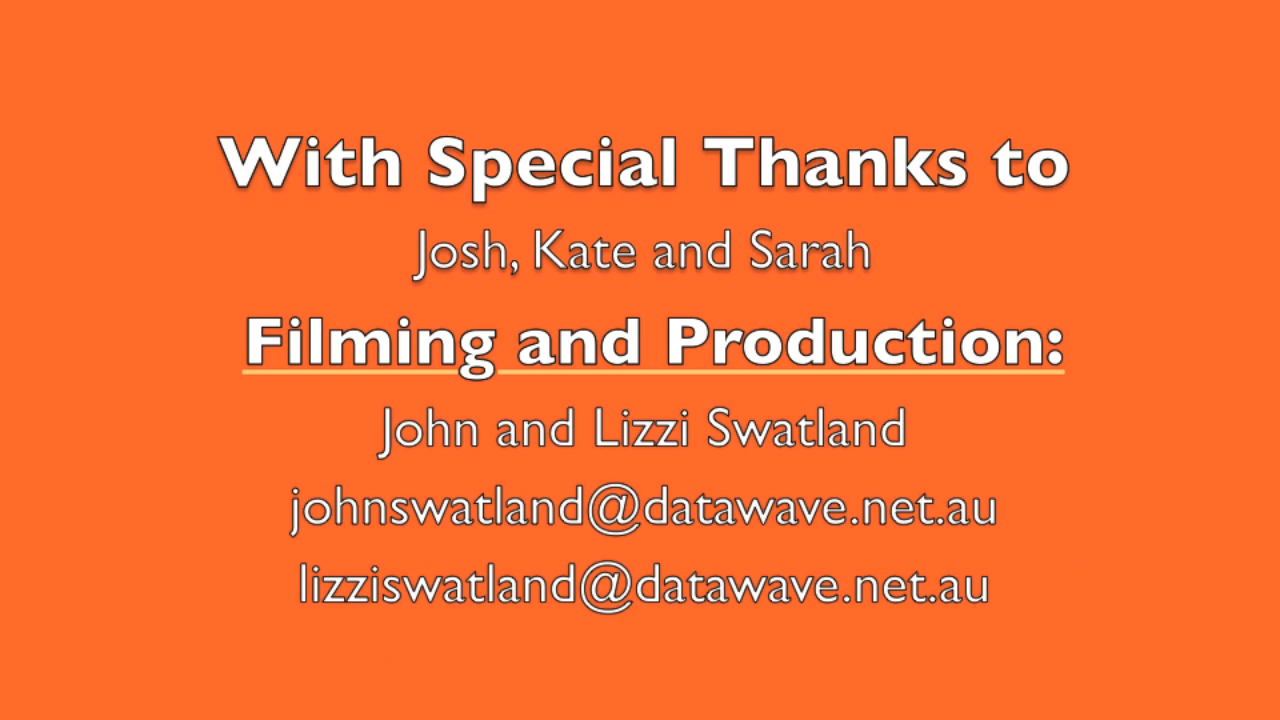 With Special Thanks to
Josh, Kate and Sarah
Filming and Production:
John and Lizzi Swatland
johnswatland@datawave.net.au
lizziswatland@datawave.net.au